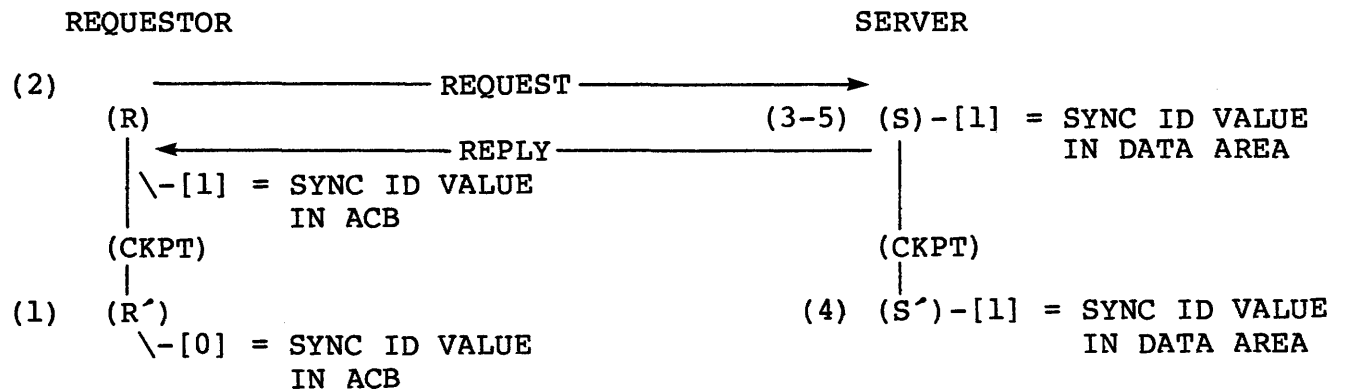 REQUESTOR SERVER
(2) REQUEST
(R) (3-5) (S)-[1] = SYNC ID VALUE
REPLY IN DATA AREA
\-[1] = SYNC ID VALUE
IN ACB
(CKPT) (CKPT)
(1) (R´) (4) (S´)-[1] = SYNC ID VALUE
\-[0] = SYNC ID VALUE IN DATA AREA
IN ACB